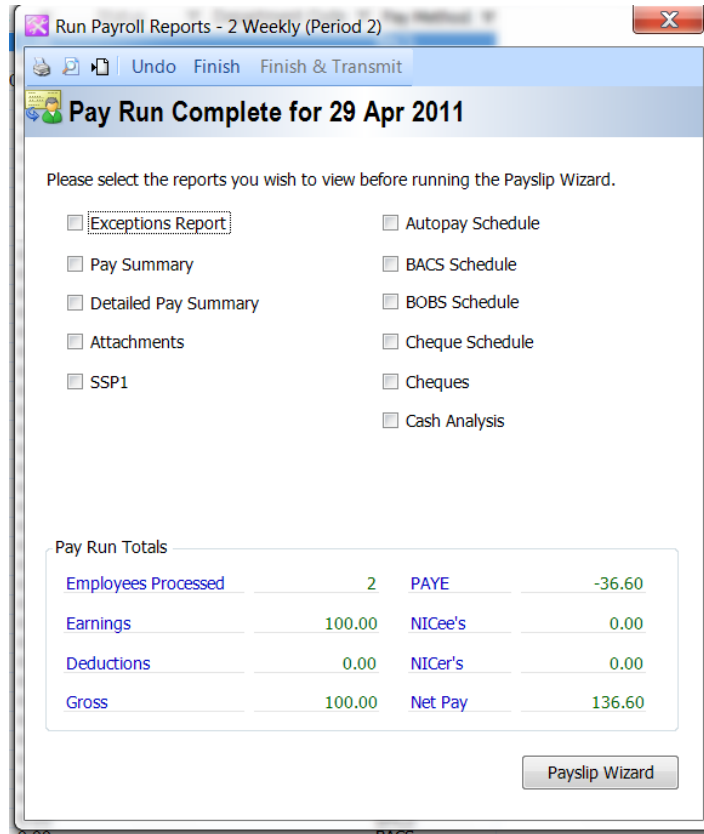 Run Payroll Reports - 2 Weekly (Period 2)
Undo Finish Finish & Transmit
Pay Run Complete for 29 Apr 2011
Please select the reports you wish to view before running the Payslip Wizard.
Exceptions Report Autopay Schedule
Pay Summary BACS Schedule
Detailed Pay Summary BOBS Schedule
Attachments Cheque Schedule
SSP1 Cheques
Cash Analysis
Pay Run Totals
Employees Processed 2 PAYE -36.60
Earnings 100.00 NICee's 0.00
Deductions 0.00 NICer's 0.00
Gross 100.00 Net Pay 136.60
Payslip Wizard